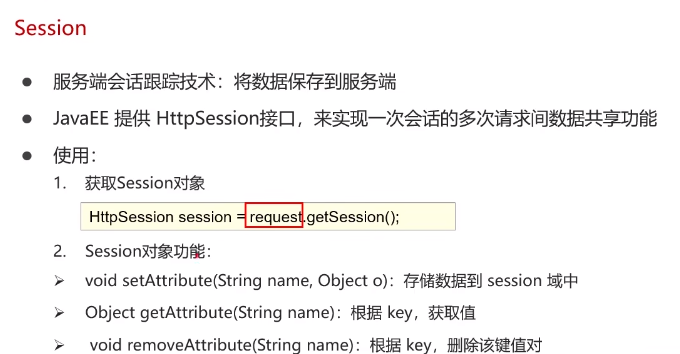 Session
● 服务端会话跟踪技术：将数据保存到服务端
● JavaEE 提供 HttpSession接口，来实现一次会话的多次请求间数据共享功能
● 使用：
1. 获取Session对象
HttpSession session = request.getSession();
2. Session对象功能：
➢ void setAttribute(String name, Object o)：存储数据到 session 域中
➢ Object getAttribute(String name)：根据 key，获取值
➢ void removeAttribute(String name)：根据 key，删除该键值对